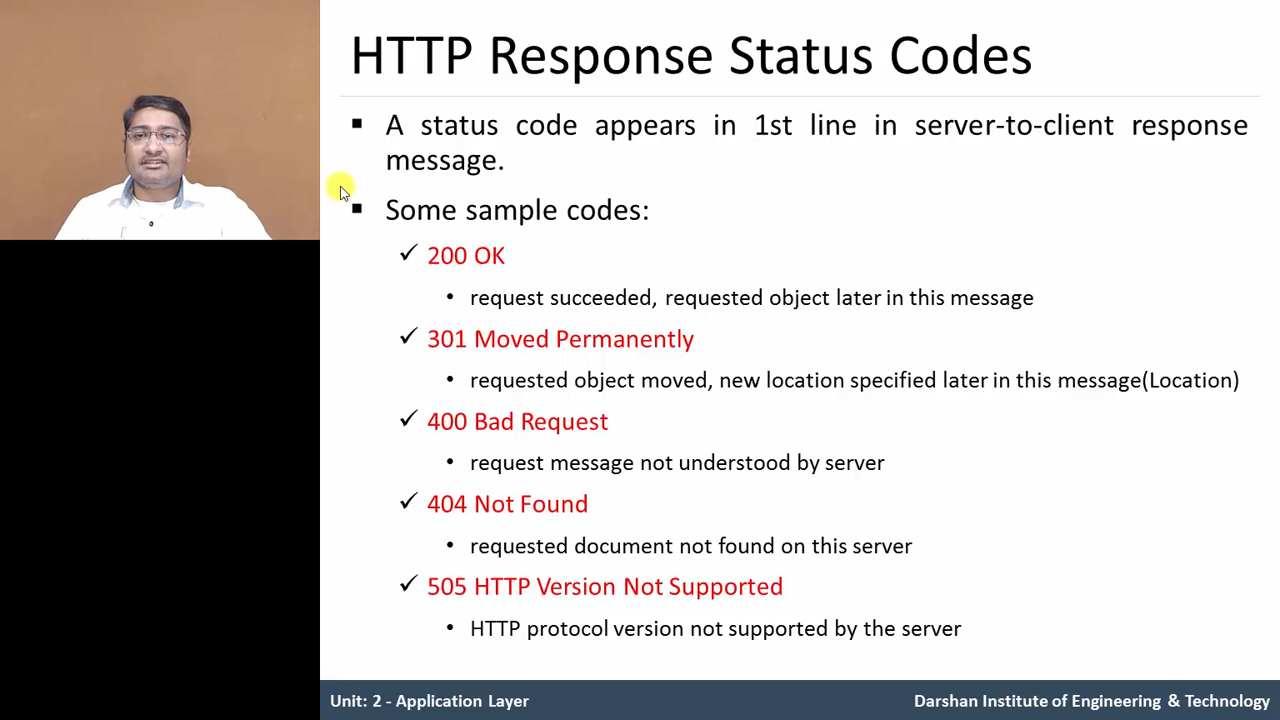 HTTP Response Status Codes
A status code appears in 1st line in server-to-client response
message.
Some sample codes:
200 OK
request succeeded, requested object later in this message
301 Moved Permanently
requested object moved, new location specified later in this message(Location)
400 Bad Request
request message not understood by server
404 Not Found
requested document not found on this server
505 HTTP Version Not Supported
HTTP protocol version not supported by the server
Unit: 2 - Application Layer
Darshan Institute of Engineering & Technology